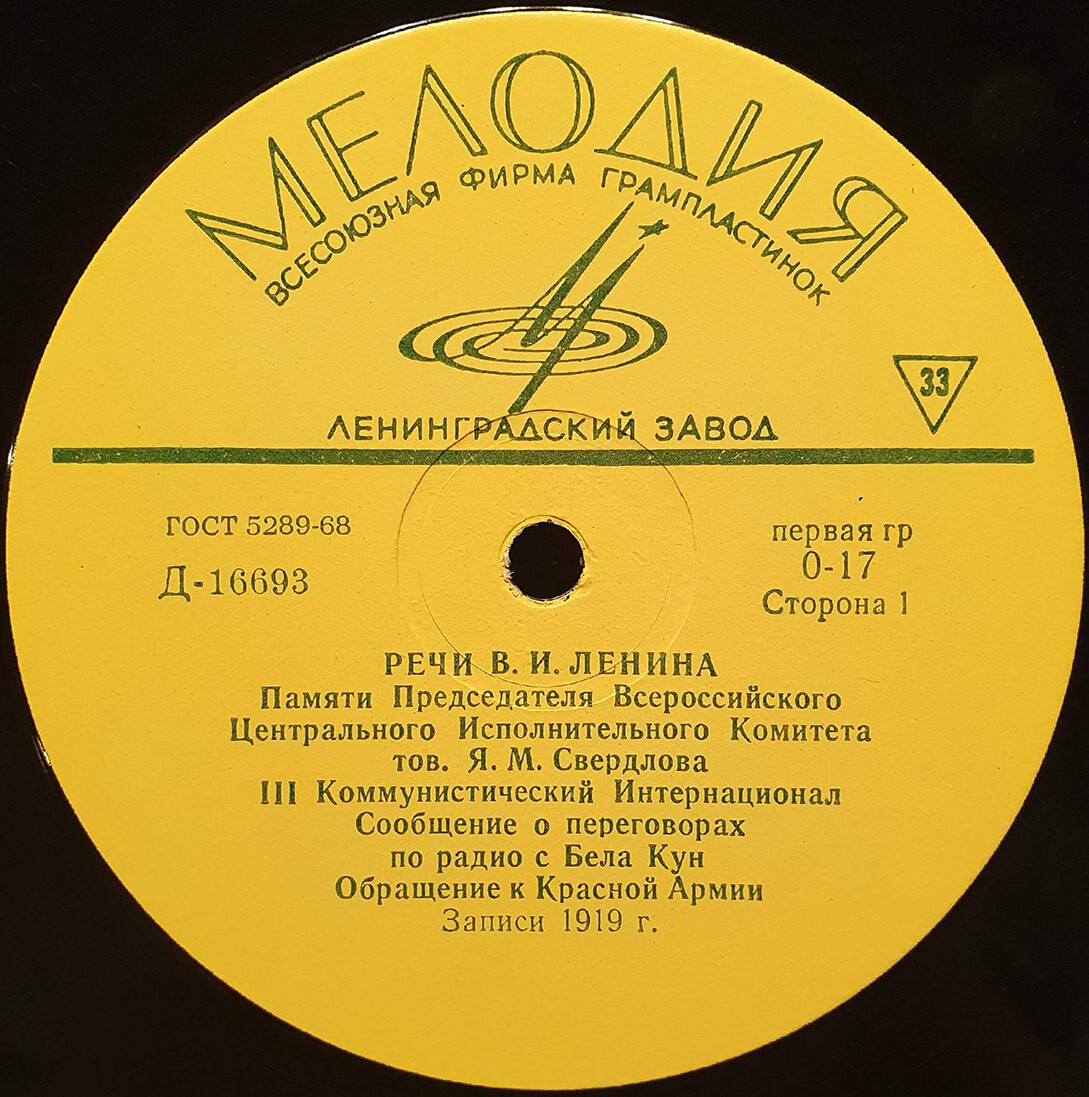 МЕЛОДИЯ
ВСЕСОЮЗНАЯ ФИРМА ГРАМПЛАСТИНОК
33
ЛЕНИНГРАДСКИЙ ЗАВОД
ГОСТ 5289-68
Д-16693
первая гр
0-17
Сторона 1
РЕЧИ В. И. ЛЕНИНА
Памяти Председателя Всероссийского
Центрального Исполнительного Комитета
тов. Я. М. Свердлова
III Коммунистический Интернационал
Сообщение о переговорах
по радио с Бела Кун
Обращение к Красной Армии
Записи 1919 г.